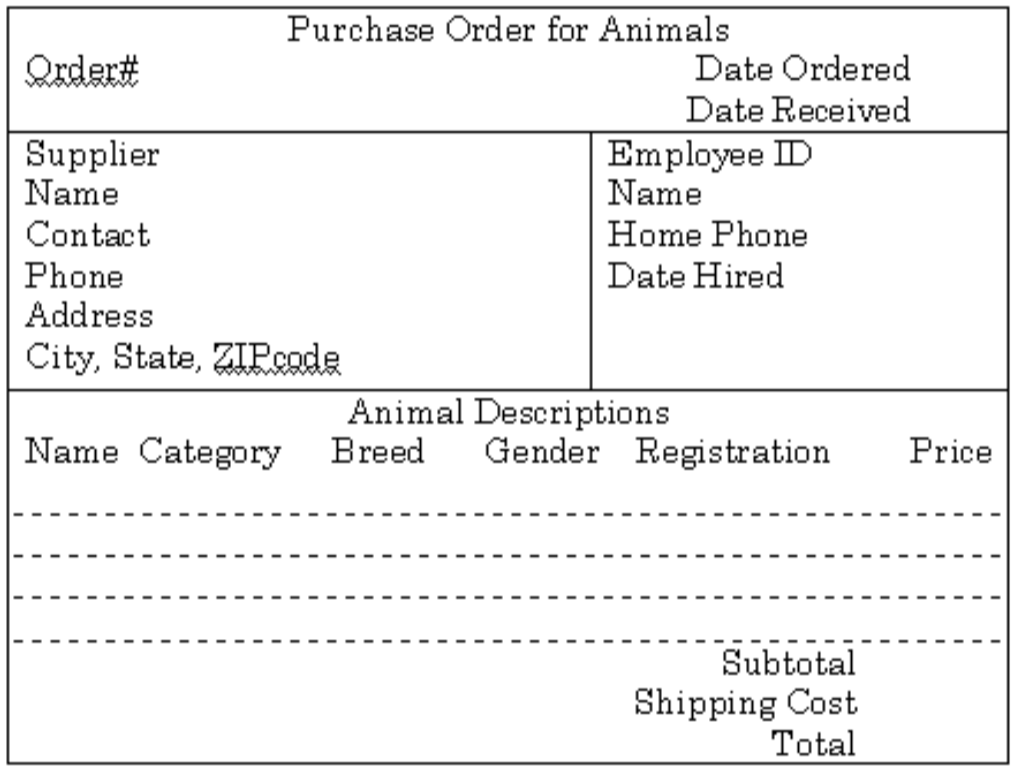 Purchase Order for Animals
Order# Date Ordered
Date Received
Supplier
Name
Contact
Phone
Address
City, State, ZIPcode
Employee ID
Name
Home Phone
Date Hired
Animal Descriptions
Name Category Breed Gender Registration Price
Subtotal
Shipping Cost
Total